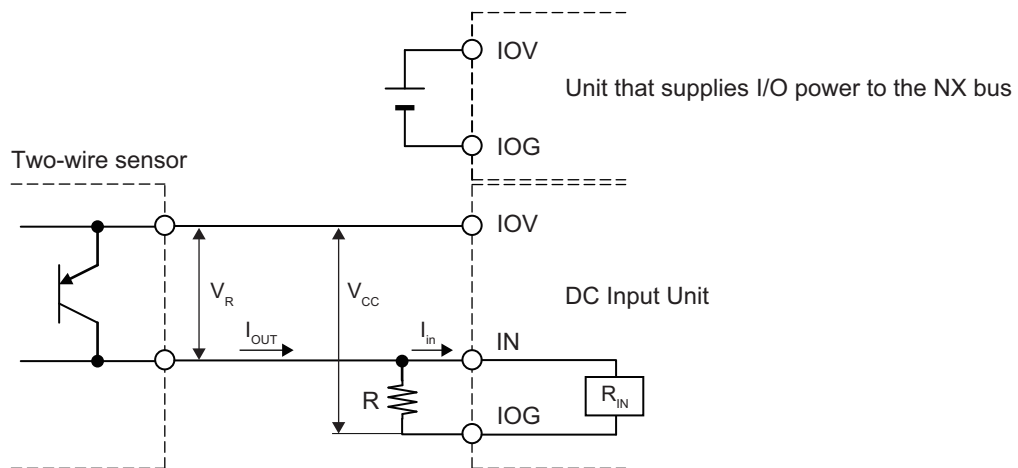 IOV
Unit that supplies I/O power to the NX bus
IOG
Two-wire sensor
IOV
V_R
V_CC
DC Input Unit
I_OUT
I_in
IN
R
R_IN
IOG